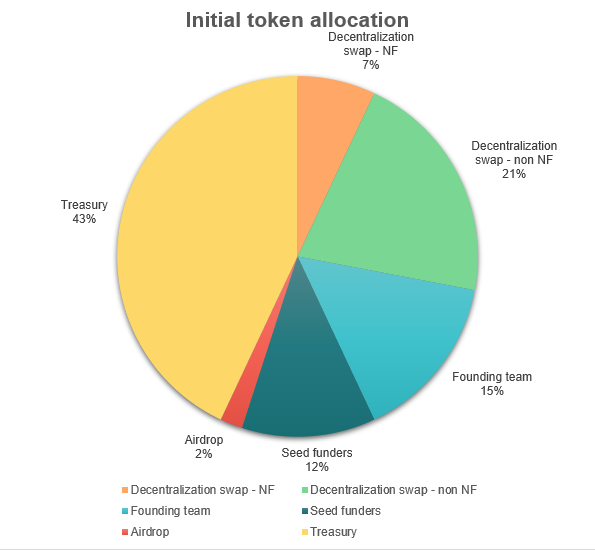 Initial token allocation
Decentralization
swap - NF
7%
Decentralization
swap - non NF
21%
Treasury
43%
Founding team
15%
Airdrop
2%
Seed funders
12%
Decentralization swap - NF
Decentralization swap - non NF
Founding team
Seed funders
Airdrop
Treasury